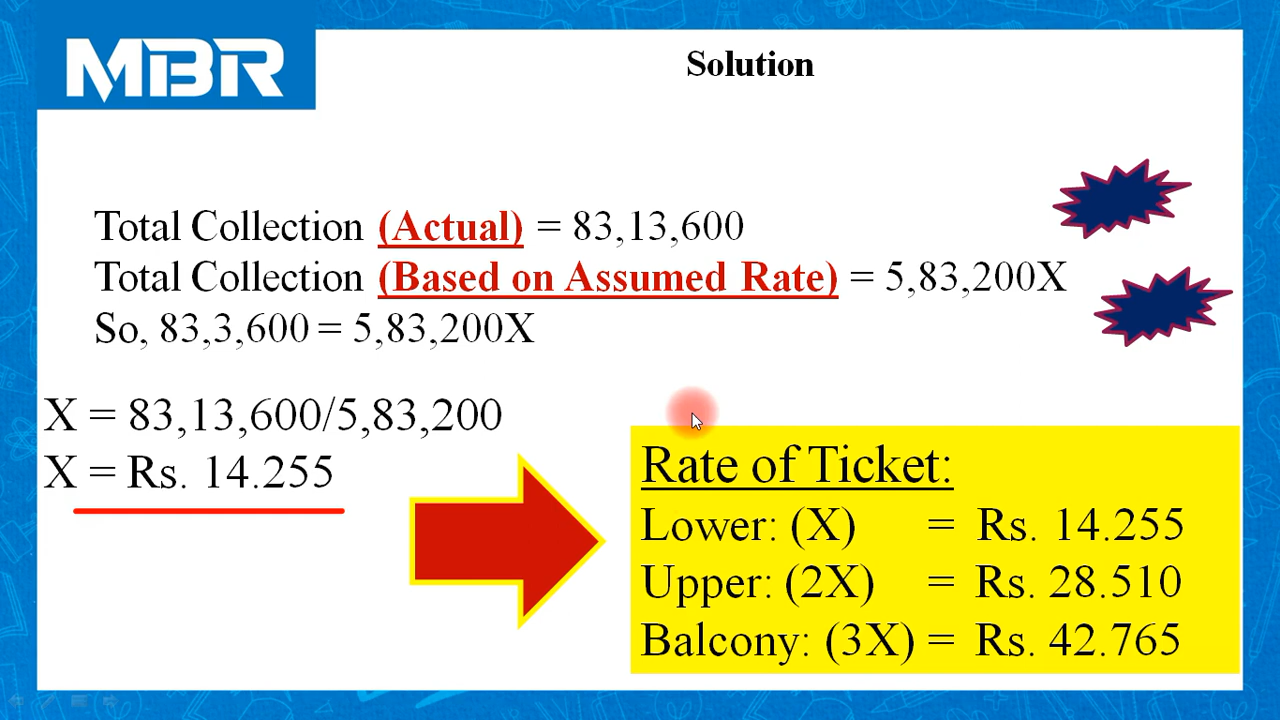 MBR
Solution
Total Collection (Actual) = 83,13,600
Total Collection (Based on Assumed Rate) = 5,83,200X
So, 83,3,600 = 5,83,200X
X = 83,13,600/5,83,200
X = Rs. 14.255
Rate of Ticket:
Lower: (X) = Rs. 14.255
Upper: (2X) = Rs. 28.510
Balcony: (3X) = Rs. 42.765